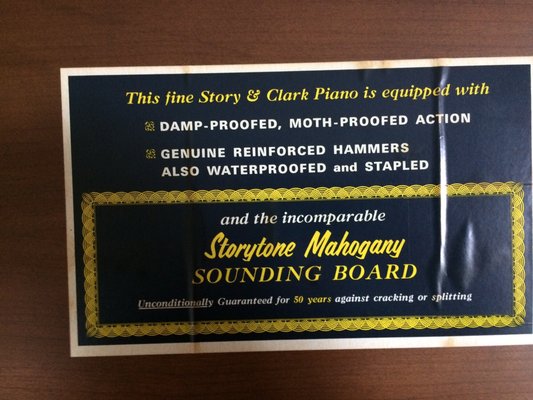 This fine Story & Clark Piano is equipped with
DAMP-PROOFED, MOTH-PROOFED ACTION
GENUINE REINFORCED HAMMERS
ALSO WATERPROOFED and STAPLED
and the incomparable
Storytone Mahogany
SOUNDING BOARD
Unconditionally Guaranteed for 50 years against cracking or splitting